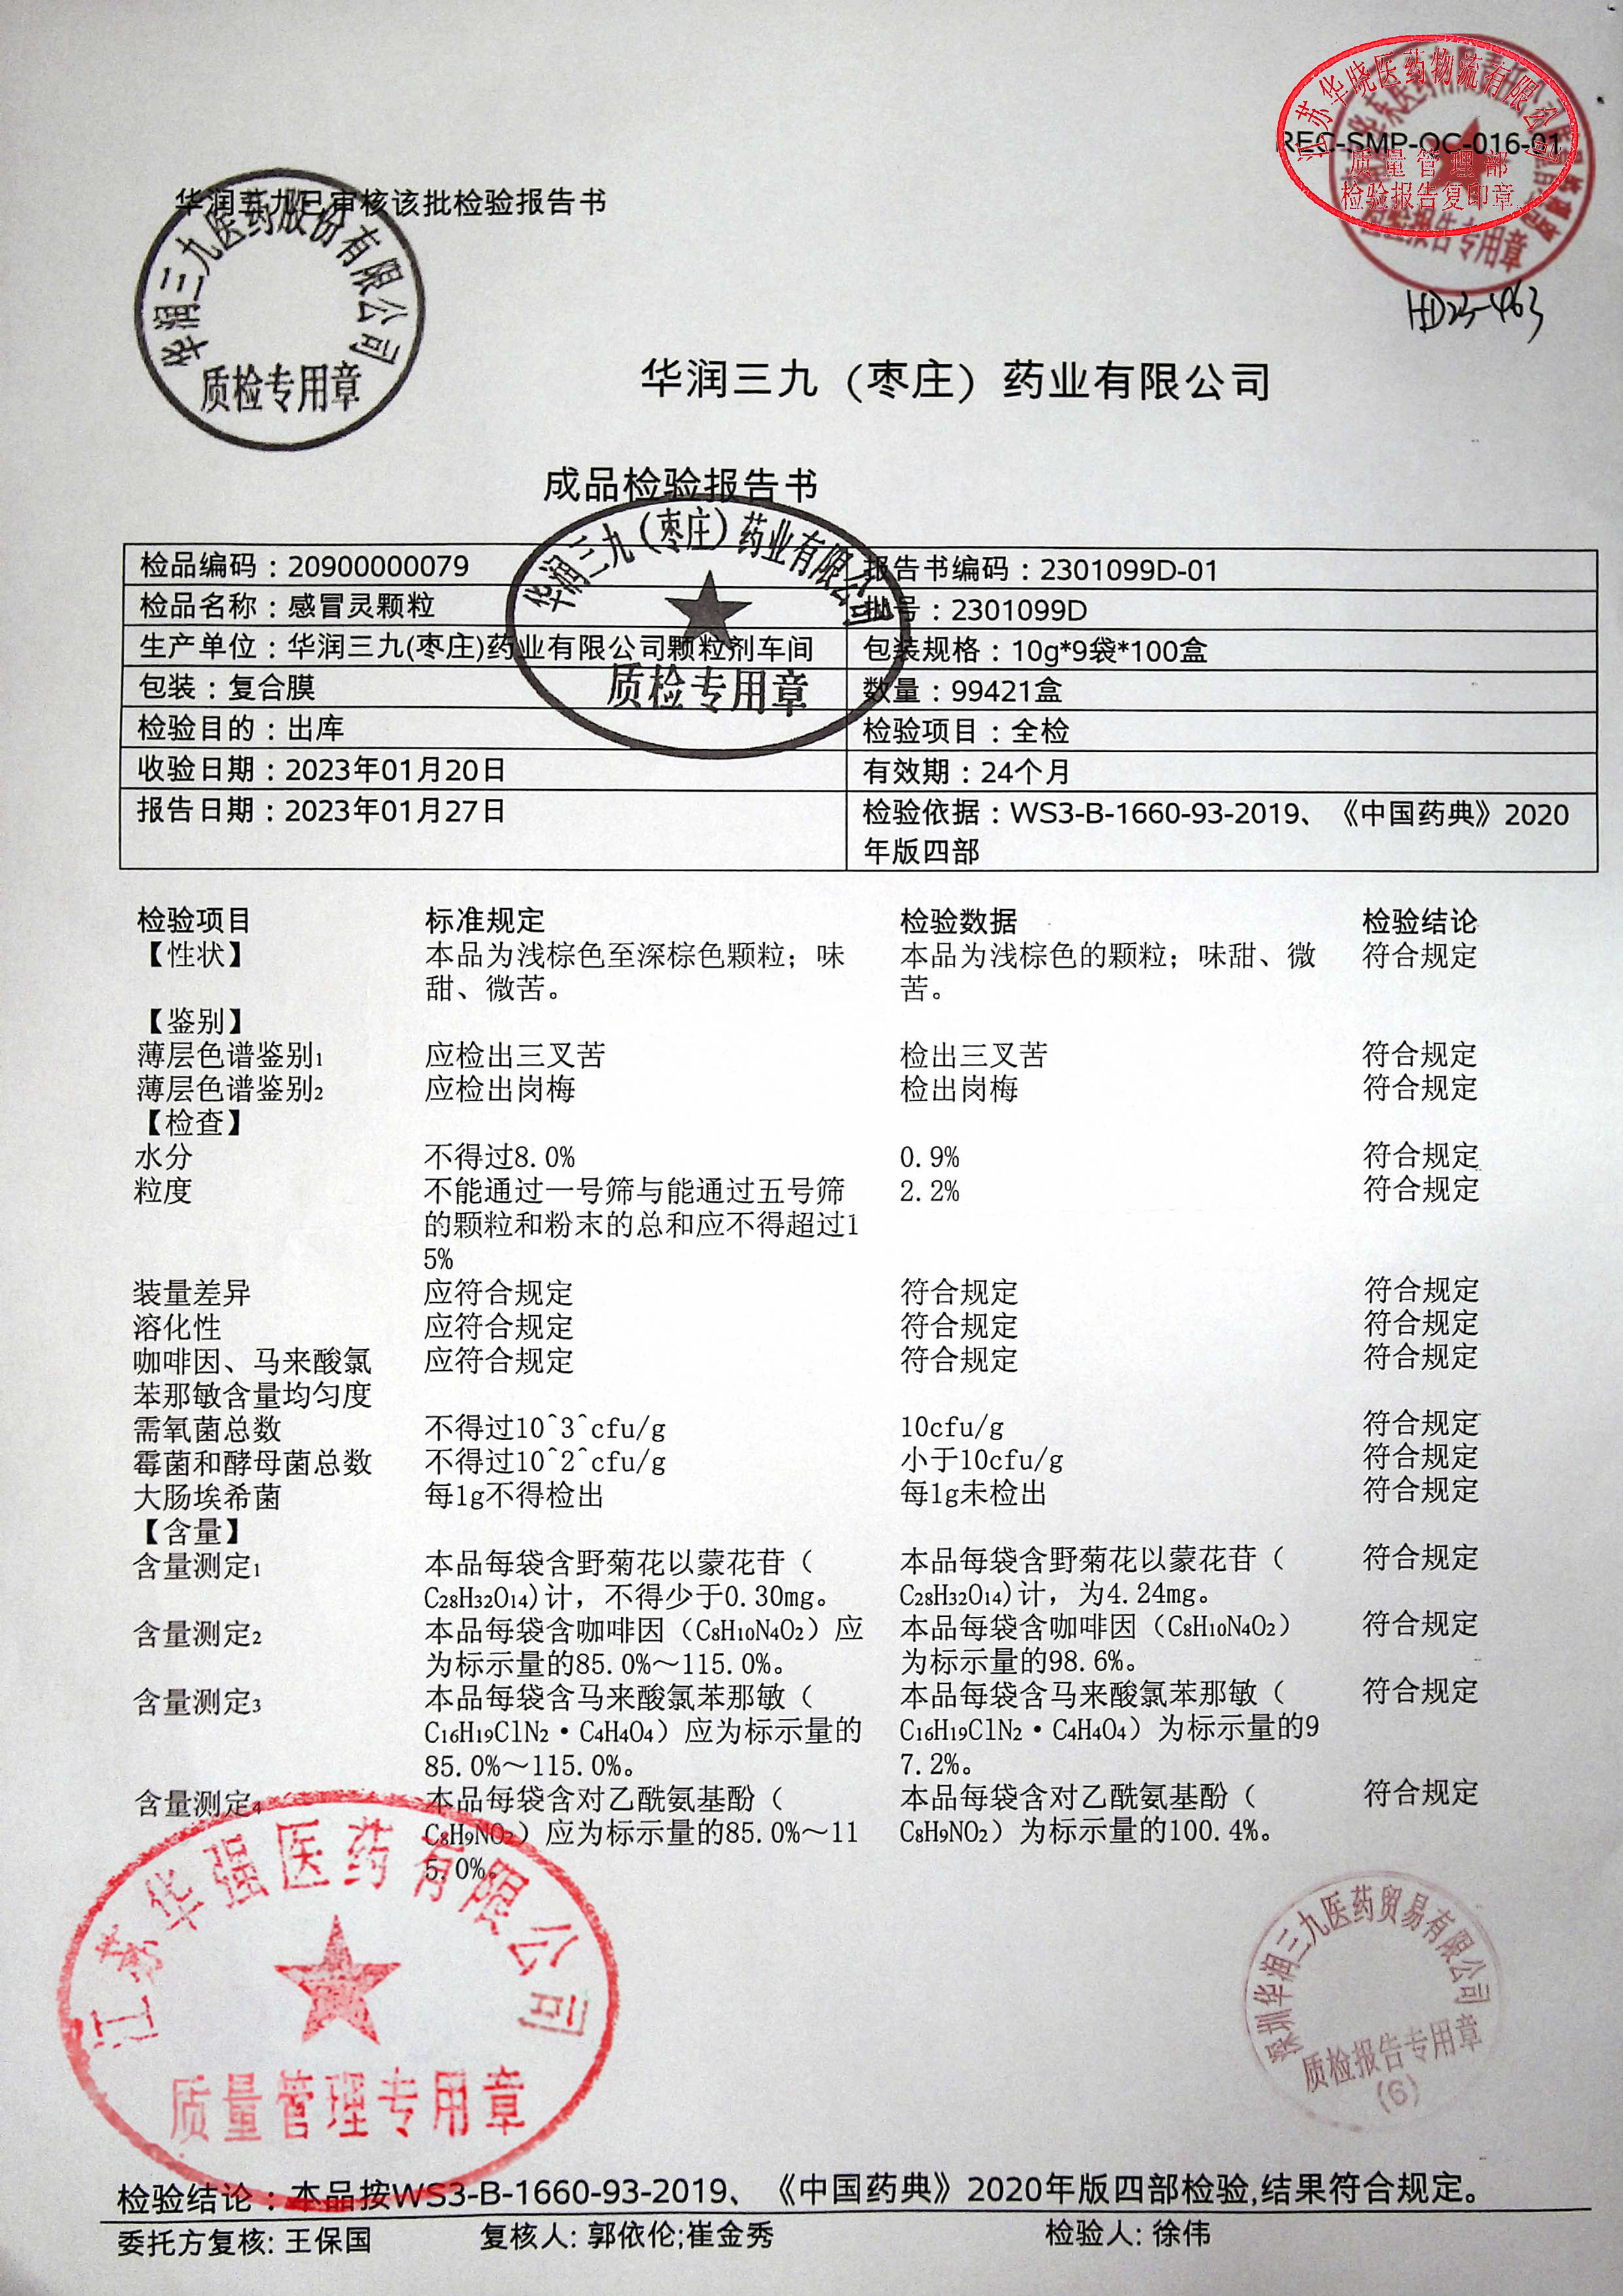 REC-SMP-QC-016-01
江苏华晓医药物流有限公司
质量管理部
检验报告复印章
检验报告专用章
HD23-463
华润三九已审核该批检验报告书
华润三九医药股份有限公司
质检专用章
华润三九（枣庄）药业有限公司
成品检验报告书
华润三九（枣庄）药业有限公司
质检专用章
检品编码：20900000079 报告书编码：2301099D-01
检品名称：感冒灵颗粒 批号：2301099D
生产单位：华润三九(枣庄)药业有限公司颗粒剂车间 包装规格：10g*9袋*100盒
包装：复合膜 数量：99421盒
检验目的：出库 检验项目：全检
收验日期：2023年01月20日 有效期：24个月
报告日期：2023年01月27日 检验依据：WS3-B-1660-93-2019、《中国药典》2020
年版四部
检验项目 标准规定 检验数据 检验结论
【性状】 本品为浅棕色至深棕色颗粒；味 本品为浅棕色的颗粒；味甜、微 符合规定
甜、微苦。 苦。
【鉴别】
薄层色谱鉴别₁ 应检出三叉苦 检出三叉苦 符合规定
薄层色谱鉴别₂ 应检出岗梅 检出岗梅 符合规定
【检查】
水分 不得过8.0% 0.9% 符合规定
粒度 不能通过一号筛与能通过五号筛 2.2% 符合规定
的颗粒和粉末的总和应不得超过1
5%
装量差异 应符合规定 符合规定 符合规定
溶化性 应符合规定 符合规定 符合规定
咖啡因、马来酸氯 应符合规定 符合规定 符合规定
苯那敏含量均匀度
需氧菌总数 不得过10^3^cfu/g 10cfu/g 符合规定
霉菌和酵母菌总数 不得过10^2^cfu/g 小于10cfu/g 符合规定
大肠埃希菌 每1g不得检出 每1g未检出 符合规定
【含量】
含量测定₁ 本品每袋含野菊花以蒙花苷（ 本品每袋含野菊花以蒙花苷（ 符合规定
C₂₈H₃₂O₁₄)计，不得少于0.30mg。 C₂₈H₃₂O₁₄)计，为4.24mg。
含量测定₂ 本品每袋含咖啡因（C₈H₁₀N₄O₂）应 本品每袋含咖啡因（C₈H₁₀N₄O₂） 符合规定
为标示量的85.0%～115.0%。 为标示量的98.6%。
含量测定₃ 本品每袋含马来酸氯苯那敏（ 本品每袋含马来酸氯苯那敏（ 符合规定
C₁₆H₁₉ClN₂·C₄H₄O₄）应为标示量的 C₁₆H₁₉ClN₂·C₄H₄O₄）为标示量的9
85.0%～115.0%。 7.2%。
含量测定₄ 本品每袋含对乙酰氨基酚（ 本品每袋含对乙酰氨基酚（ 符合规定
C₈H₉NO₂）应为标示量的85.0%～11 C₈H₉NO₂）为标示量的100.4%。
5.0%。
江苏华强医药有限公司
质量管理专用章
深圳华润三九医药贸易有限公司
质检报告专用章
(6)
检验结论：本品按WS3-B-1660-93-2019、《中国药典》2020年版四部检验,结果符合规定。
委托方复核: 王保国 复核人: 郭依伦;崔金秀 检验人: 徐伟